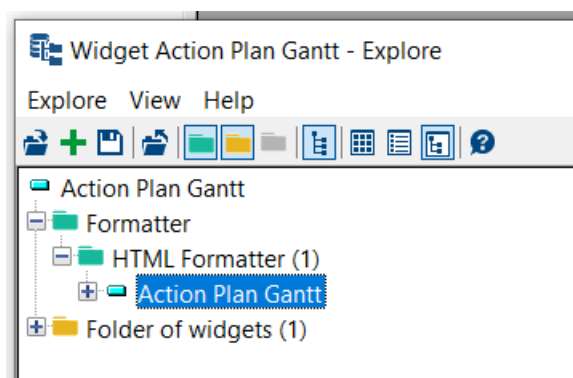 Widget Action Plan Gantt - Explore
Explore View Help
Action Plan Gantt
Formatter
HTML Formatter (1)
Action Plan Gantt
Folder of widgets (1)